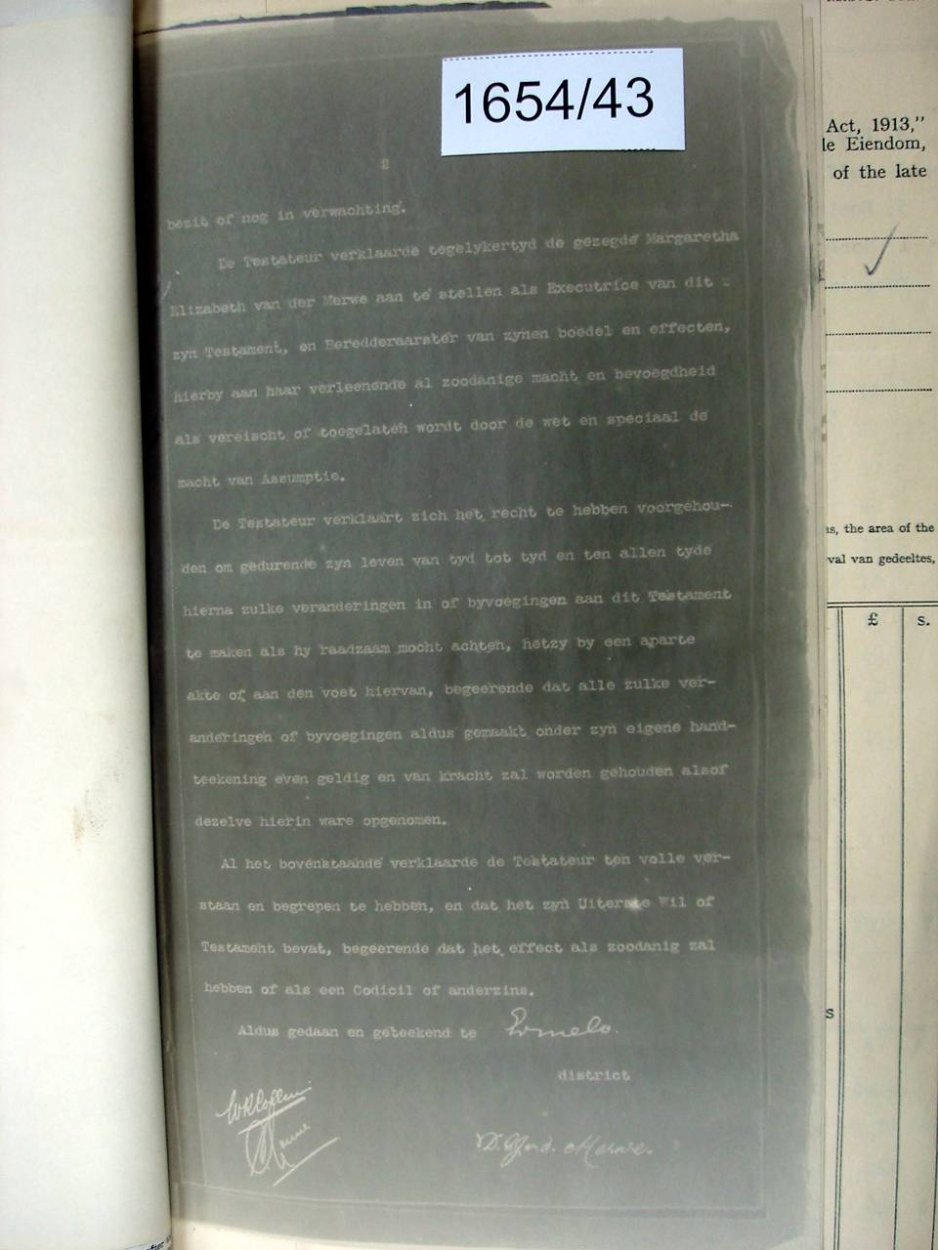 1654/43
2
bezit of nog in verwachting.
De Testateur verklaarde tegelykertyd de gezegde Margaretha
Elizabeth van der Merwe aan te stellen als Executrice van dit
zyn Testament, en Beredderaarster van zynen boedel en effecten,
hierby aan haar verleenende al zoodanige macht en bevoegdheid
als vereischt of toegelaten wordt door de wet en speciaal de
macht van Assumptie.
De Testateur verklaart zich het recht te hebben voorgehou-
den om gedurende zyn leven van tyd tot tyd en ten allen tyde
hierna zulke veranderingen in of byvoegingen aan dit Testament
te maken als hy raadzaam mocht achten, hetzy by een aparte
akte of aan den voet hiervan, begeerende dat alle zulke ver-
anderingen of byvoegingen aldus gemaakt onder zyn eigene hand-
teekening even geldig en van kracht zal worden gehouden alsof
dezelve hierin ware opgenomen.
Al het bovenstaande verklaarde de Testateur ten volle ver-
staan en begrepen te hebben, en dat het zyn Uiterste Wil of
Testament bevat, begeerende dat het effect als zoodanig zal
hebben of als een Codicil of anderzins.
Aldus gedaan en geteekend te Ermelo.
district
Merwe.
Act, 1913,"
le Eiendom,
of the late
as, the area of the
val van gedeeltes,
£ s.
s